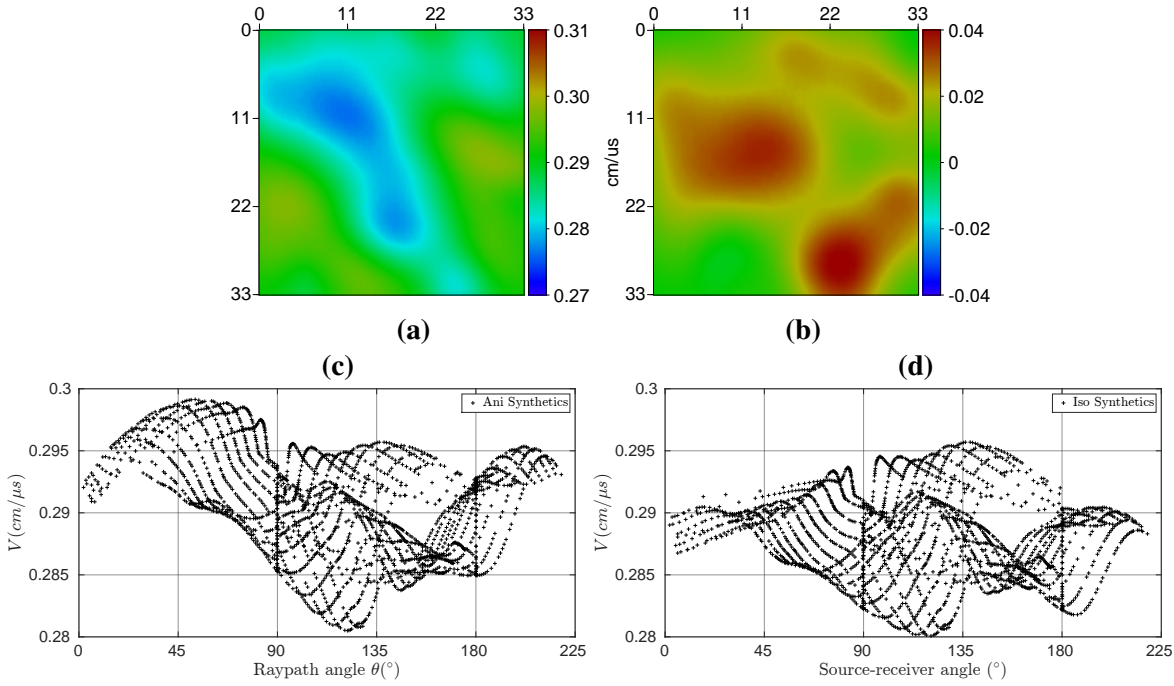 0 11 22 33
0
11
22
33
0.31
0.30
0.29
0.28
0.27
0 11 22 33
0
11
22
33
cm/us
0.04
0.02
0
-0.02
-0.04
(a)
(b)
(c)
(d)
0.3
0.295
0.29
0.285
0.28
V(cm/μs)
+ Ani Synthetics
0 45 90 135 180 225
Raypath angle θ(°)
0.3
0.295
0.29
0.285
0.28
V(cm/μs)
+ Iso Synthetics
0 45 90 135 180 225
Source-receiver angle (°)